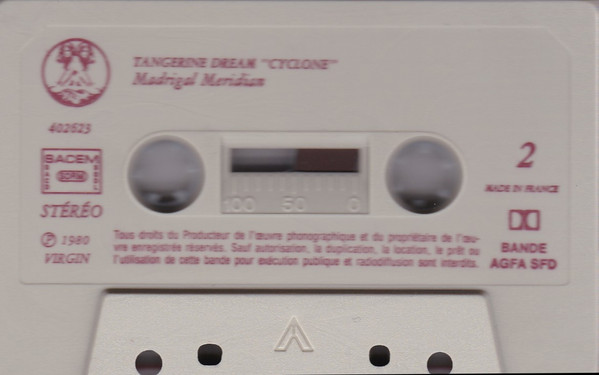 TANGERINE DREAM "CYCLONE"
Madrigal Meridian
402623
SACEM
STÉRÉO
℗ 1980
VIRGIN
100 50 0
2
MADE IN FRANCE
BANDE
AGFA SFD
Tous droits du Producteur de l'œuvre phonographique et du propriétaire de l'œu-
vre enregistrée réservés. Sauf autorisation, la duplication, la location, le prêt ou
l'utilisation de cette bande pour exécution publique et radiodiffusion sont interdits.